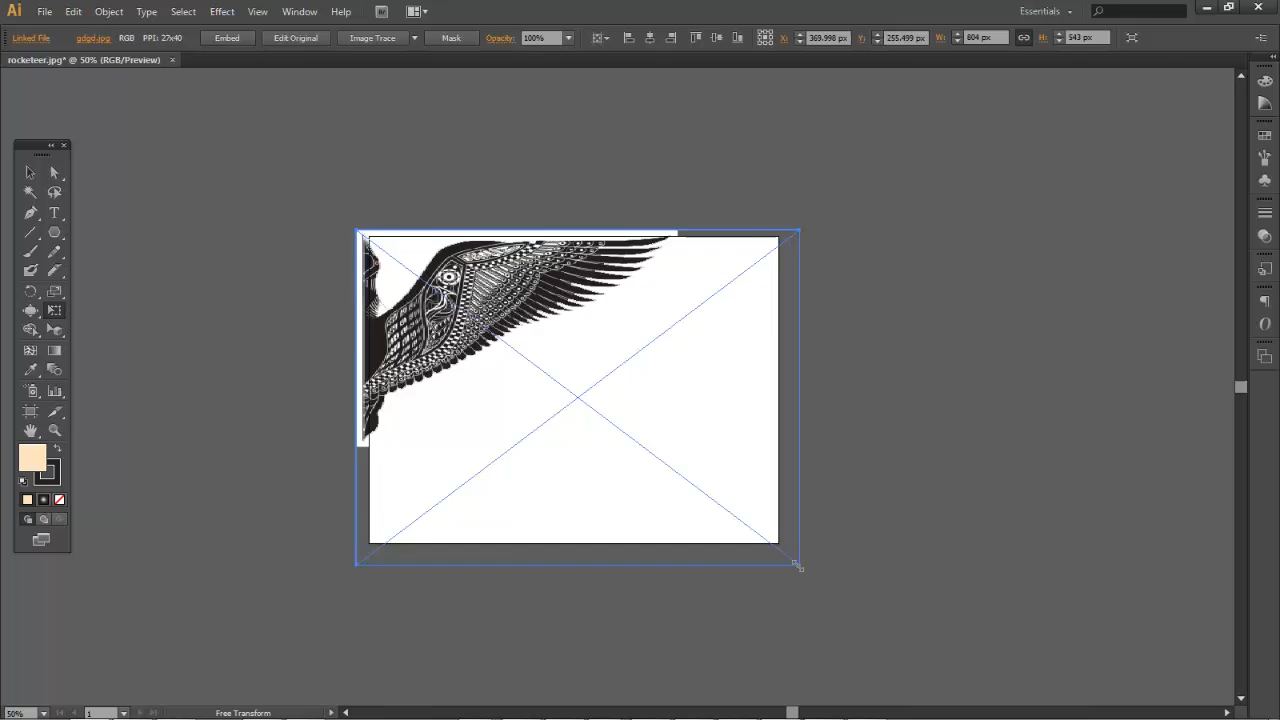 Ai File Edit Object Type Select Effect View Window Help Br Essentials
Linked File gdgd.jpg RGB PPI: 27x40 Embed Edit Original Image Trace Mask Opacity: 100% X: 369.998 px Y: 255.499 px W: 804 px H: 543 px
rocketeer.jpg* @ 50% (RGB/Preview)
50% 1 Free Transform